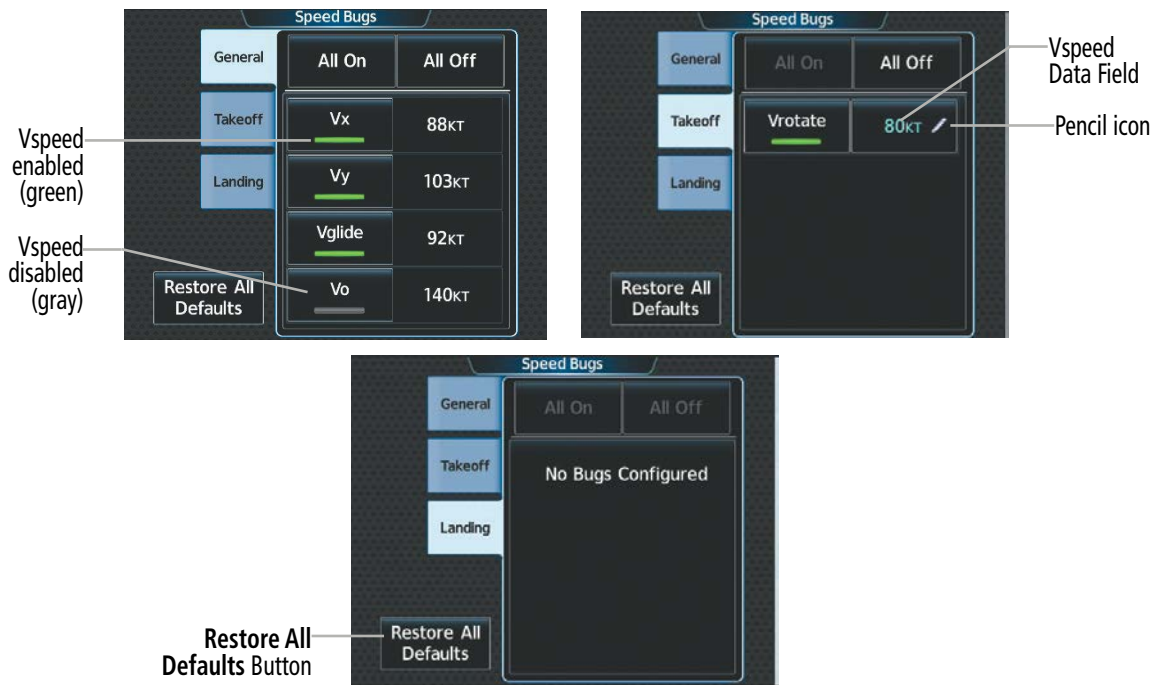 Speed Bugs
General
All On
All Off
Takeoff
Vx
88KT
Landing
Vy
103KT
Vglide
92KT
Vo
140KT
Restore All
Defaults
Vspeed
enabled
(green)
Vspeed
disabled
(gray)
Speed Bugs
General
All On
All Off
Takeoff
Vrotate
80KT
Landing
Restore All
Defaults
Vspeed
Data Field
Pencil icon
Speed Bugs
General
All On
All Off
Takeoff
No Bugs Configured
Landing
Restore All
Defaults
Restore All
Defaults Button